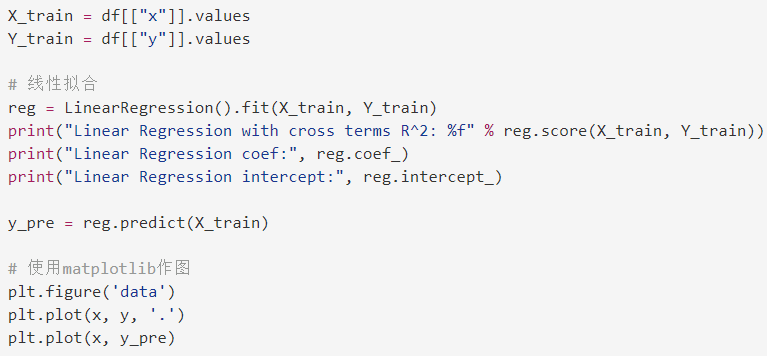 X_train = df[["x"]].values
Y_train = df[["y"]].values
# 线性拟合
reg = LinearRegression().fit(X_train, Y_train)
print("Linear Regression with cross terms R^2: %f" % reg.score(X_train, Y_train))
print("Linear Regression coef:", reg.coef_)
print("Linear Regression intercept:", reg.intercept_)
y_pre = reg.predict(X_train)
# 使用matplotlib作图
plt.figure('data')
plt.plot(x, y, '.')
plt.plot(x, y_pre)